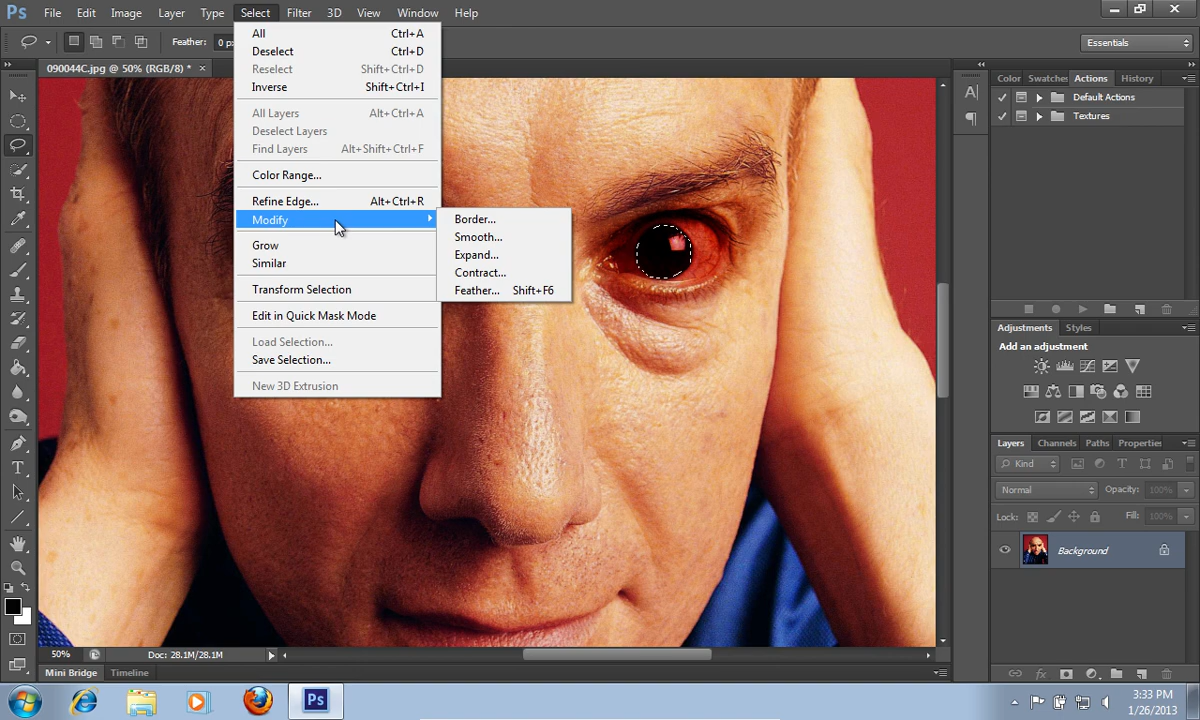 Ps File Edit Image Layer Type Select Filter 3D View Window Help
Feather: 0 p
Essentials
090044C.jpg @ 50% (RGB/8) * ×
All Ctrl+A
Deselect Ctrl+D
Reselect Shift+Ctrl+D
Inverse Shift+Ctrl+I
All Layers Alt+Ctrl+A
Deselect Layers
Find Layers Alt+Shift+Ctrl+F
Color Range...
Refine Edge... Alt+Ctrl+R
Modify
Grow
Similar
Transform Selection
Edit in Quick Mask Mode
Load Selection...
Save Selection...
New 3D Extrusion
Border...
Smooth...
Expand...
Contract...
Feather... Shift+F6
Color Swatches Actions History
Default Actions
Textures
Adjustments Styles
Add an adjustment
Layers Channels Paths Properties
Kind
Normal Opacity: 100%
Lock: Fill: 100%
Background
50% Doc: 28.1M/28.1M
Mini Bridge Timeline
Ps
3:33 PM
1/26/2013